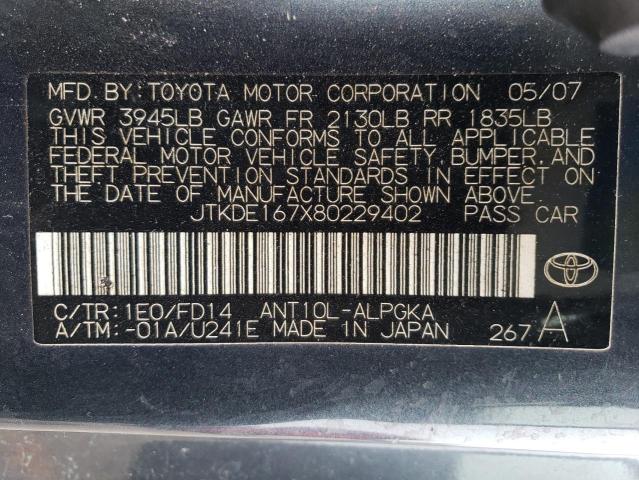 MFD. BY: TOYOTA MOTOR CORPORATION 05/07
GVWR 3945LB GAWR FR 2130LB RR 1835LB
THIS VEHICLE CONFORMS TO ALL APPLICABLE
FEDERAL MOTOR VEHICLE SAFETY, BUMPER, AND
THEFT PREVENTION STANDARDS IN EFFECT ON
THE DATE OF MANUFACTURE SHOWN ABOVE.
JTKDE167X80229402 PASS CAR
C/TR: 1E0/FD14 ANT10L-ALPGKA
A/TM: -01A/U241E MADE IN JAPAN 267 A